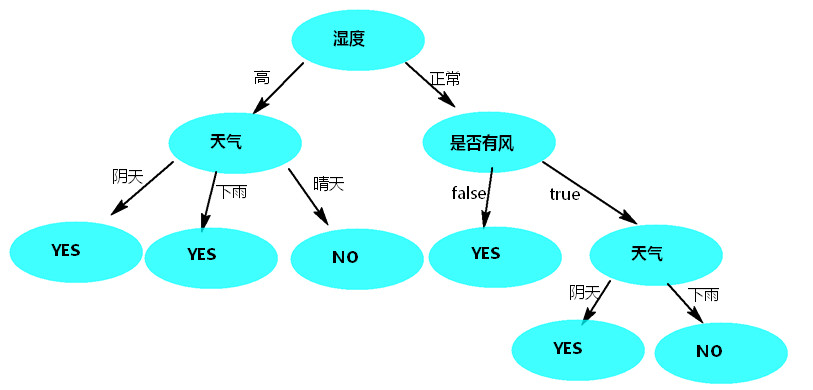 湿度
高
正常
天气
是否有风
阴天
下雨
晴天
false
true
YES
YES
NO
YES
天气
阴天
下雨
YES
NO